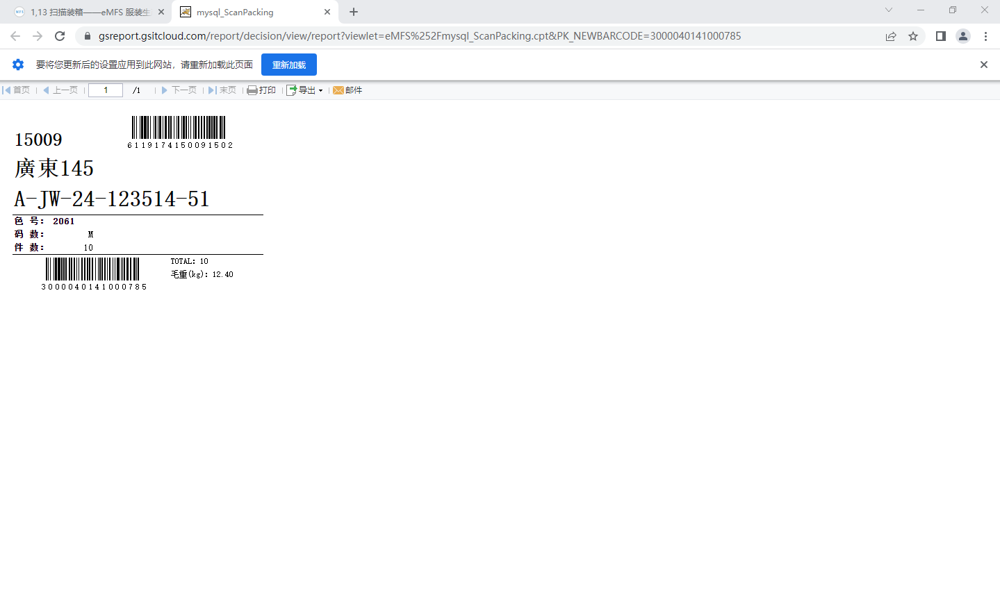 1,13 扫描装箱——eMFS 服装生
mysql_ScanPacking
gsreport.gsitcloud.com/report/decision/view/report?viewlet=eMFS%252Fmysql_ScanPacking.cpt&PK_NEWBARCODE=3000040141000785
要将您更新后的设置应用到此网站，请重新加载此页面 重新加载
首页 上一页 1 /1 下一页 末页 打印 导出 邮件
15009
6119174150091502
廣東145
A-JW-24-123514-51
色 号： 2061
码 数： M
件 数： 10
TOTAL: 10
毛重(kg): 12.40
3000040141000785